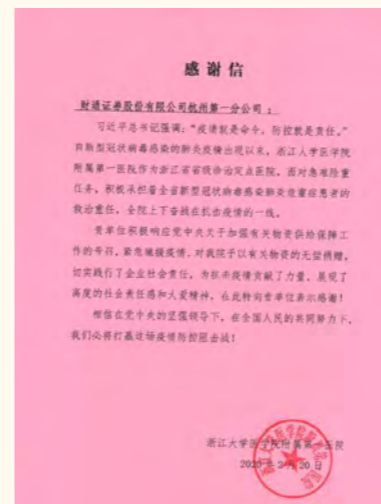 感谢信
财通证券股份有限公司杭州第一分公司：
习近平总书记强调：“疫情就是命令，防控就是责任。”
自新型冠状病毒感染的肺炎疫情出现以来，浙江大学医学院
附属第一医院作为浙江省省级诊治定点医院，面对急难险重
任务，积极承担着全省新型冠状病毒感染肺炎危重症患者的
救治重任，全院上下奋战在抗击疫情的一线。
贵单位积极响应党中央关于加强有关物资供给保障工
作的号召，紧急驰援疫情，对我院予以有关物资的无偿捐赠，
切实践行了企业社会责任，为抗击疫情贡献了力量，展现了
高度的社会责任感和大爱精神，在此特向贵单位表示感谢！
相信在党中央的坚强领导下，在全国人民的共同努力下，
我们必将打赢这场疫情防控阻击战！
浙江大学医学院附属第一医院
2020年2月20日